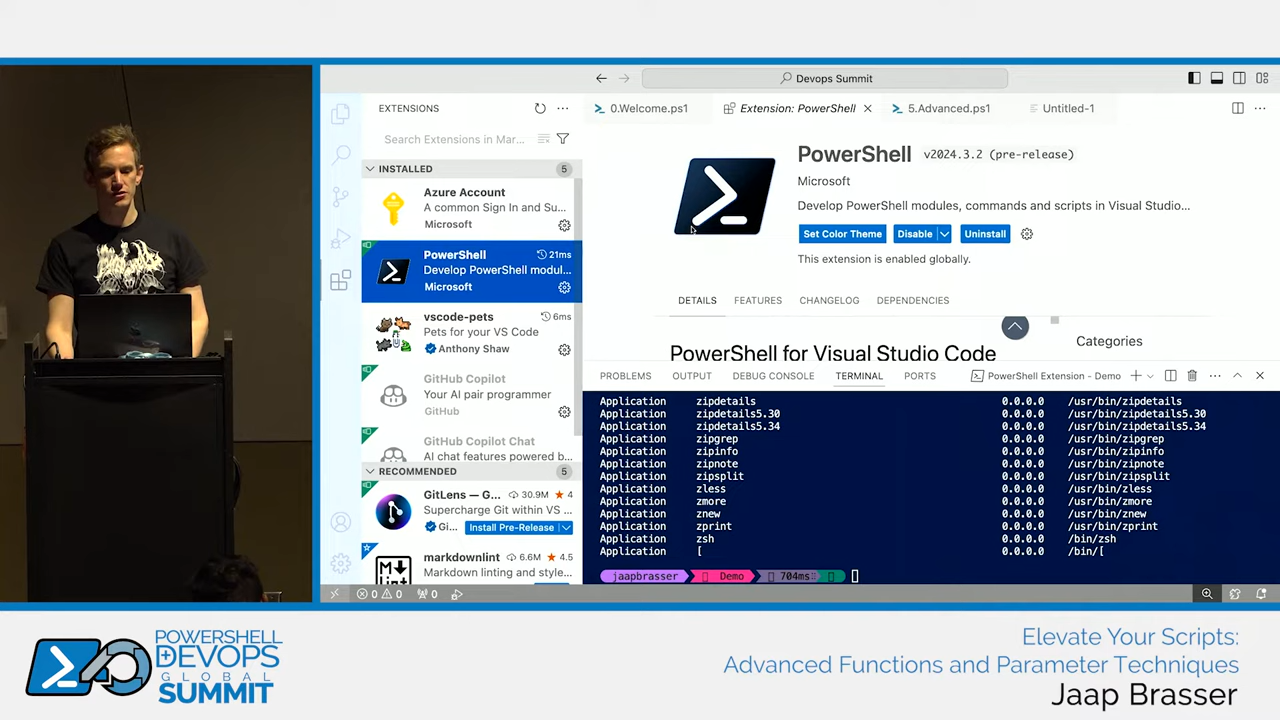 Devops Summit
EXTENSIONS
0.Welcome.ps1
Extension: PowerShell
5.Advanced.ps1
Untitled-1
Search Extensions in Mar...
INSTALLED 5
Azure Account
A common Sign In and Su...
Microsoft
PowerShell 21ms
Develop PowerShell modul...
Microsoft
vscode-pets 6ms
Pets for your VS Code
Anthony Shaw
GitHub Copilot
Your AI pair programmer
GitHub
GitHub Copilot Chat
AI chat features powered b
RECOMMENDED 5
GitLens — G... 30.9M 4
Supercharge Git within VS
Gi... Install Pre-Release
markdownlint 6.6M 4.5
Markdown linting and style...
PowerShell v2024.3.2 (pre-release)
Microsoft
Develop PowerShell modules, commands and scripts in Visual Studio...
Set Color Theme Disable Uninstall
This extension is enabled globally.
DETAILS FEATURES CHANGELOG DEPENDENCIES
PowerShell for Visual Studio Code
Categories
PROBLEMS OUTPUT DEBUG CONSOLE TERMINAL PORTS PowerShell Extension - Demo
Application zipdetails 0.0.0.0 /usr/bin/zipdetails
Application zipdetails5.30 0.0.0.0 /usr/bin/zipdetails5.30
Application zipdetails5.34 0.0.0.0 /usr/bin/zipdetails5.34
Application zipgrep 0.0.0.0 /usr/bin/zipgrep
Application zipinfo 0.0.0.0 /usr/bin/zipinfo
Application zipnote 0.0.0.0 /usr/bin/zipnote
Application zipsplit 0.0.0.0 /usr/bin/zipsplit
Application zless 0.0.0.0 /usr/bin/zless
Application zmore 0.0.0.0 /usr/bin/zmore
Application znew 0.0.0.0 /usr/bin/znew
Application zprint 0.0.0.0 /usr/bin/zprint
Application zsh 0.0.0.0 /bin/zsh
Application [ 0.0.0.0 /bin/[
jaapbrasser Demo 704ms
0 0 0
POWERSHELL
+DEVOPS
GLOBAL
SUMMIT
Elevate Your Scripts:
Advanced Functions and Parameter Techniques
Jaap Brasser